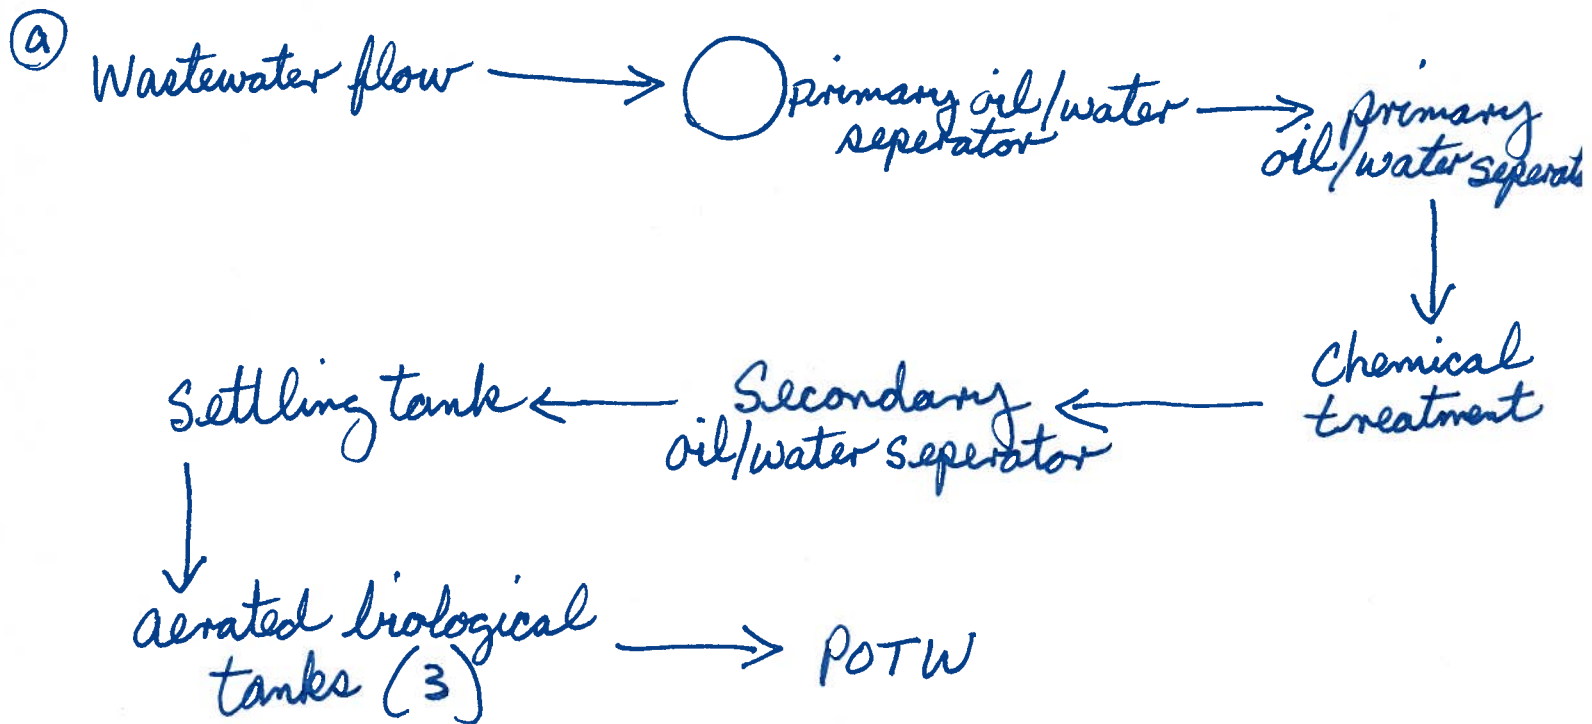 a
Wastewater flow
primary oil/water
seperator
primary
oil/water seperat
Chemical
treatment
Secondary
oil/water seperator
Settling tank
aerated biological
tanks (3)
POTW